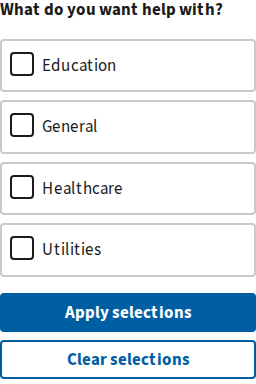 What do you want help with?
Education
General
Healthcare
Utilities
Apply selections
Clear selections